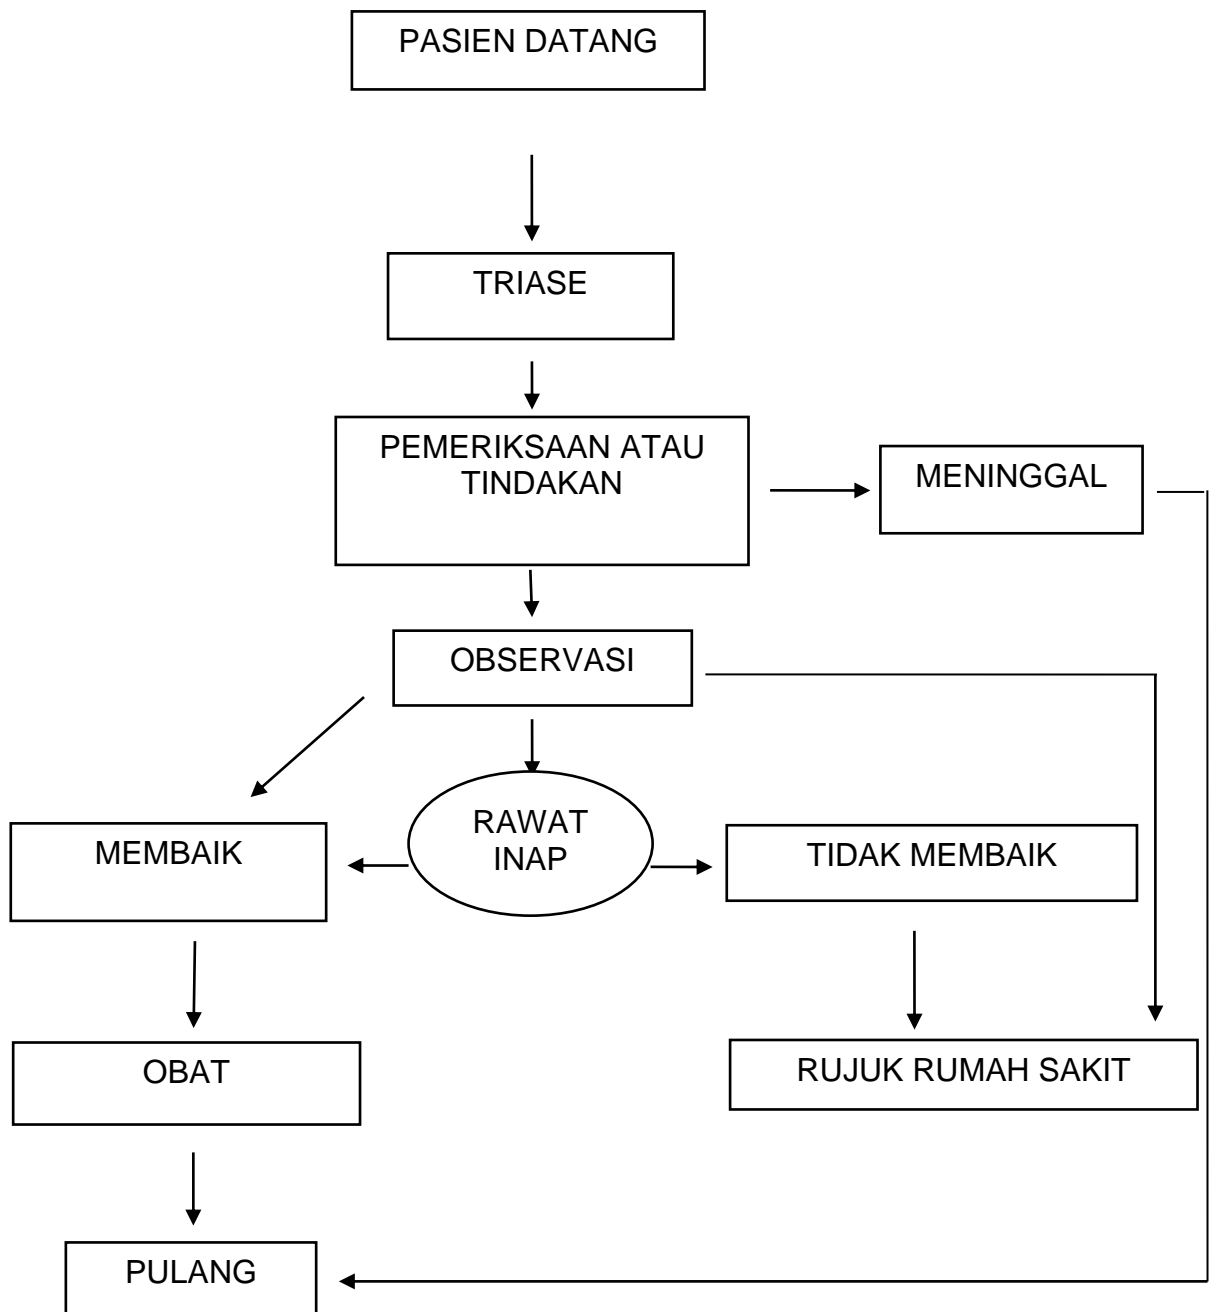 PASIEN DATANG
TRIASE
PEMERIKSAAN ATAU
TINDAKAN
MENINGGAL
OBSERVASI
RAWAT
INAP
MEMBAIK
TIDAK MEMBAIK
OBAT
RUJUK RUMAH SAKIT
PULANG